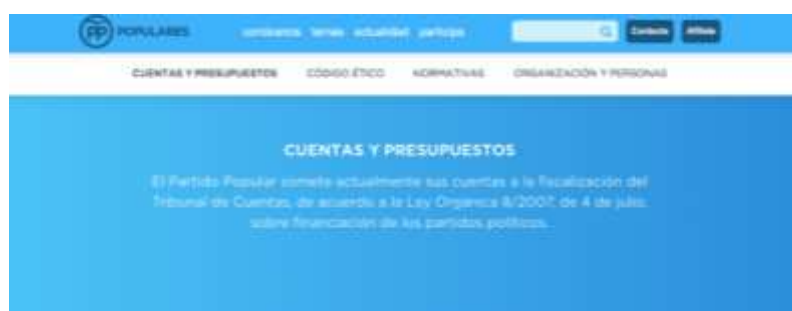 pp POPULARES conócenos temas actualidad participa Contacta Afíliate
CUENTAS Y PRESUPUESTOS CÓDIGO ÉTICO NORMATIVAS ORGANIZACIÓN Y PERSONAS
CUENTAS Y PRESUPUESTOS
El Partido Popular somete actualmente sus cuentas a la fiscalización del
Tribunal de Cuentas, de acuerdo a la Ley Orgánica 8/2007, de 4 de julio,
sobre financiación de los partidos políticos.